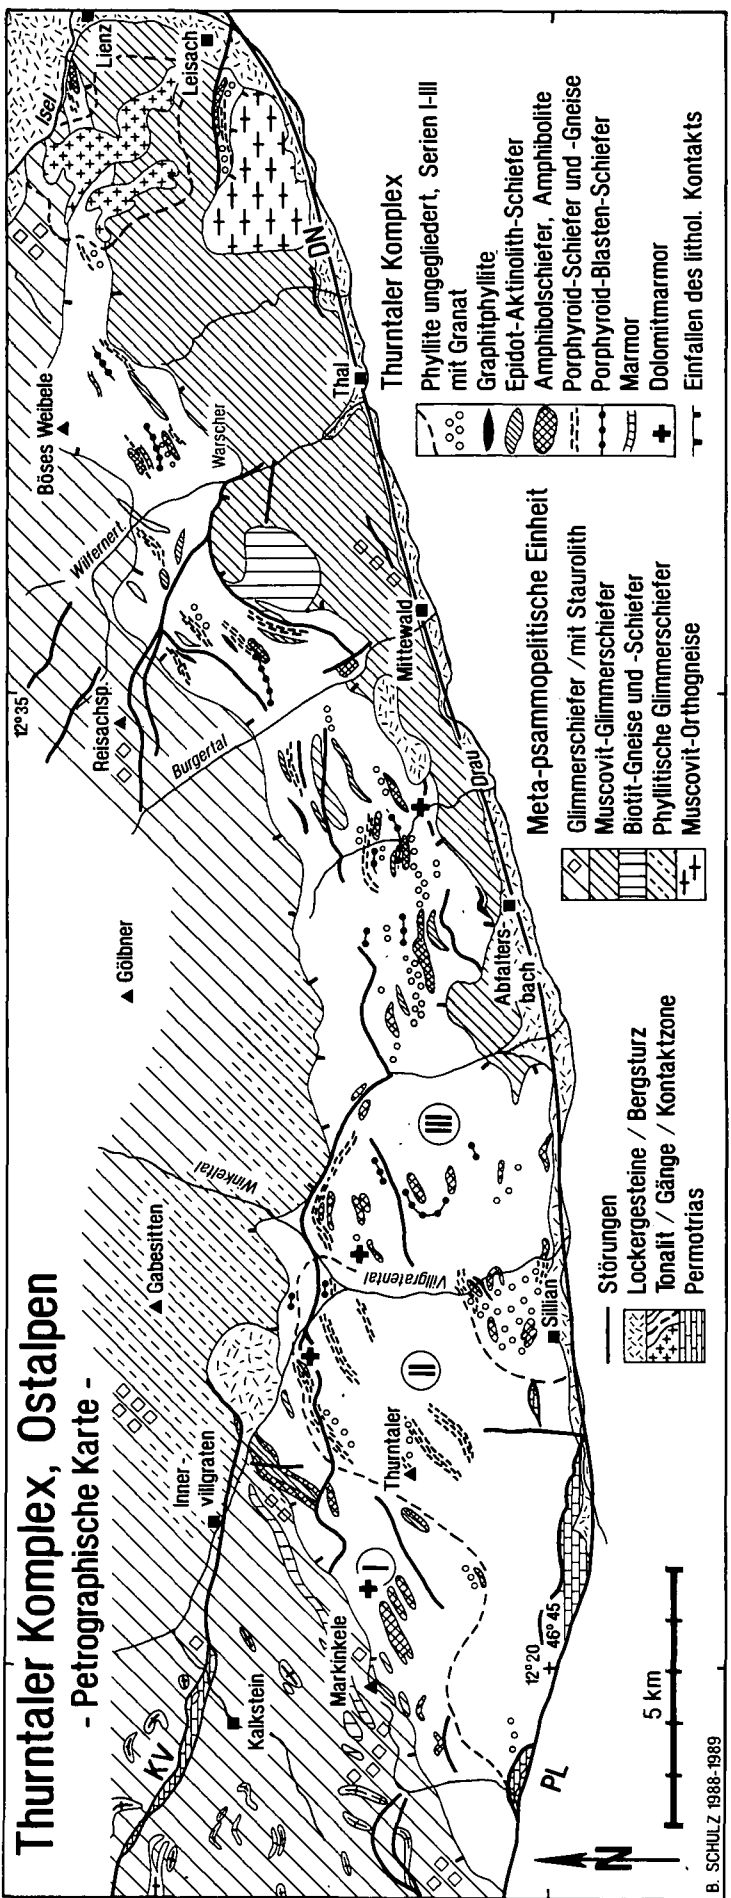 Thurntaler Komplex, Ostalpen
- Petrographische Karte -
12°35
Böses Weibele
Isel
Lienz
Leisach
Wilfernert.
Warscher
Reisachsp.
Burgertal
Gölbner
Gabesitten
Winkeltal
Inner-
villgraten
KV
Kalkstein
Markinkele
Thurntaler
Villgratental
I
II
III
Sillian
Abfalters-
bach
Drau
Mittewald
Thal
DN
PL
12°20
46°45
5 km
N
B. SCHULZ 1988-1989
Störungen
Lockergesteine / Bergsturz
Tonalit / Gänge / Kontaktzone
Permotrias
Meta-psammopelitische Einheit
Glimmerschiefer / mit Staurolith
Muscovit-Glimmerschiefer
Biotit-Gneise und -Schiefer
Phyllitische Glimmerschiefer
Muscovit-Orthogneise
Thurntaler Komplex
Phyllite ungegliedert, Serien I-III
mit Granat
Graphitphyllite
Epidot-Aktinolith-Schiefer
Amphibolschiefer, Amphibolite
Porphyroid-Schiefer und -Gneise
Porphyroid-Blasten-Schiefer
Marmor
Dolomitmarmor
Einfallen des lithol. Kontakts